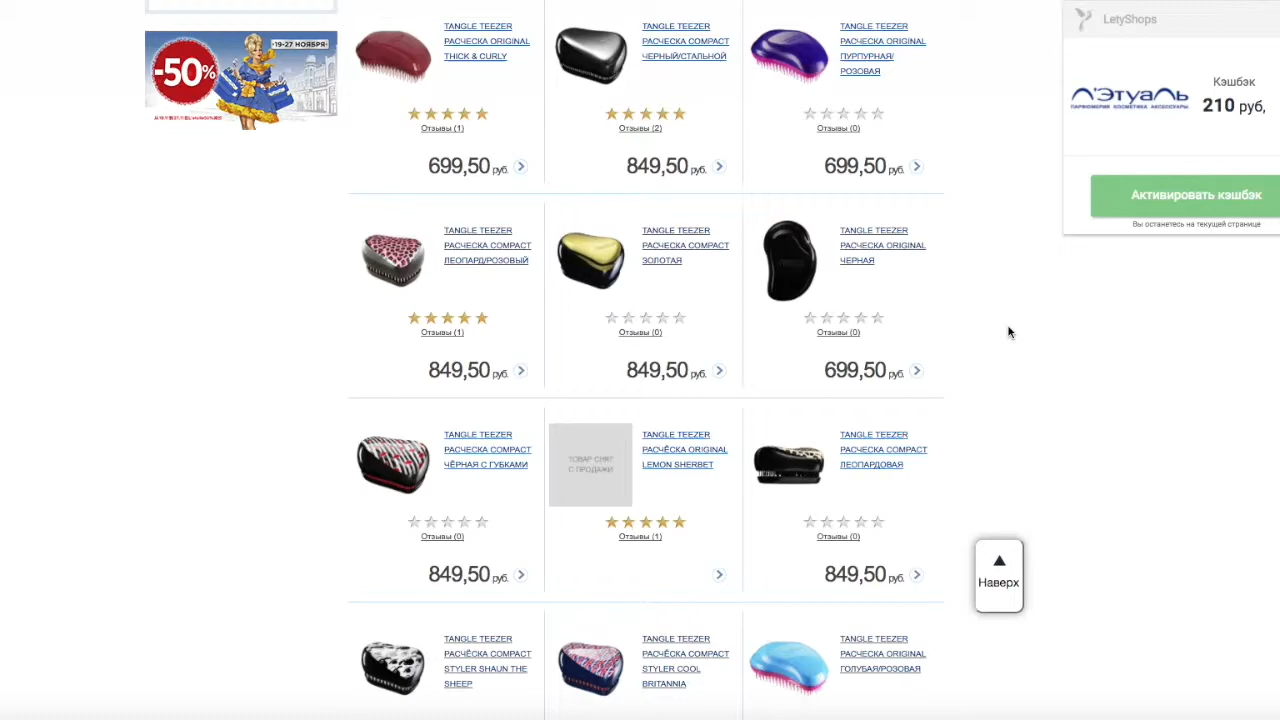 -19-27 НОЯБРЯ-
-50%
TANGLE TEEZER
РАСЧЕСКА ORIGINAL
THICK & CURLY
Отзывы (1)
699,50 руб.
TANGLE TEEZER
РАСЧЕСКА COMPACT
ЧЕРНЫЙ/СТАЛЬНОЙ
Отзывы (2)
849,50 руб.
TANGLE TEEZER
РАСЧЕСКА ORIGINAL
ПУРПУРНАЯ/
РОЗОВАЯ
Отзывы (0)
699,50 руб.
LetyShops
Л'ЭТУАЛЬ
ПАРФЮМЕРИЯ КОСМЕТИКА АКСЕССУАРЫ
Кэшбэк
210 руб,
Активировать кэшбэк
Вы останетесь на текущей странице
TANGLE TEEZER
РАСЧЕСКА COMPACT
ЛЕОПАРД/РОЗОВЫЙ
Отзывы (1)
849,50 руб.
TANGLE TEEZER
РАСЧЕСКА COMPACT
ЗОЛОТАЯ
Отзывы (0)
849,50 руб.
TANGLE TEEZER
РАСЧЕСКА ORIGINAL
ЧЕРНАЯ
Отзывы (0)
699,50 руб.
TANGLE TEEZER
РАСЧЕСКА COMPACT
ЧЁРНАЯ С ГУБКАМИ
Отзывы (0)
849,50 руб.
ТОВАР СНЯТ
С ПРОДАЖИ
TANGLE TEEZER
РАСЧЁСКА ORIGINAL
LEMON SHERBET
Отзывы (1)
TANGLE TEEZER
РАСЧЕСКА COMPACT
ЛЕОПАРДОВАЯ
Отзывы (0)
849,50 руб.
Наверх
TANGLE TEEZER
РАСЧЁСКА COMPACT
STYLER SHAUN THE
SHEEP
TANGLE TEEZER
РАСЧЁСКА COMPACT
STYLER COOL
BRITANNIA
TANGLE TEEZER
РАСЧЕСКА ORIGINAL
ГОЛУБАЯ/РОЗОВАЯ